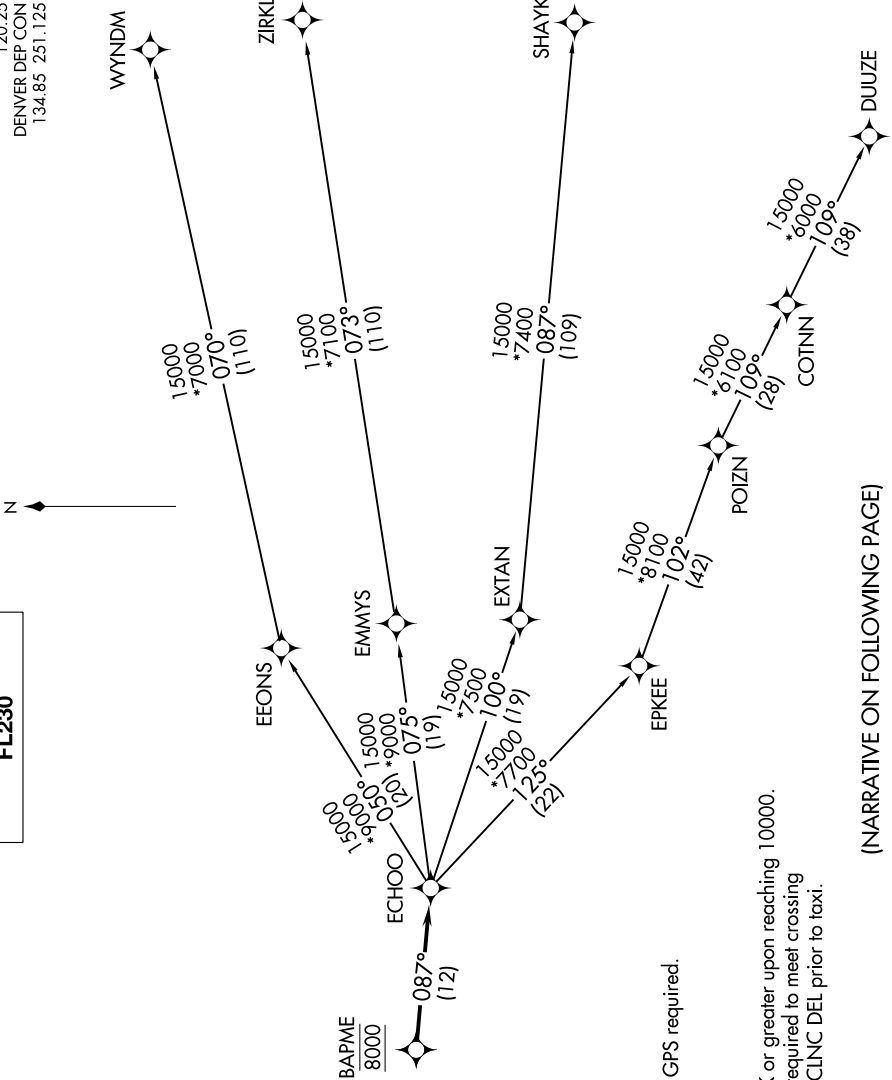 120.25
DENVER DEP CON
134.85 251.125
FL230
N
WYNDM
15000
*7000
070°
(110)
EEONS
15000
*9000
050°
(20)
15000
*7100
073°
(110)
EMMYS
15000
*9000
075°
(19)
15000
*7400
087°
(109)
EXTAN
15000
*7500
100°
(19)
DUUZE
15000
*6000
109°
(38)
COTNN
15000
*6100
109°
(28)
POIZN
15000
*8100
102°
(42)
EPKEE
15000
*7700
125°
(22)
ECHOO
087°
(12)
BAPME
8000
GPS required.
or greater upon reaching 10000.
required to meet crossing
CLNC DEL prior to taxi.
(NARRATIVE ON FOLLOWING PAGE)